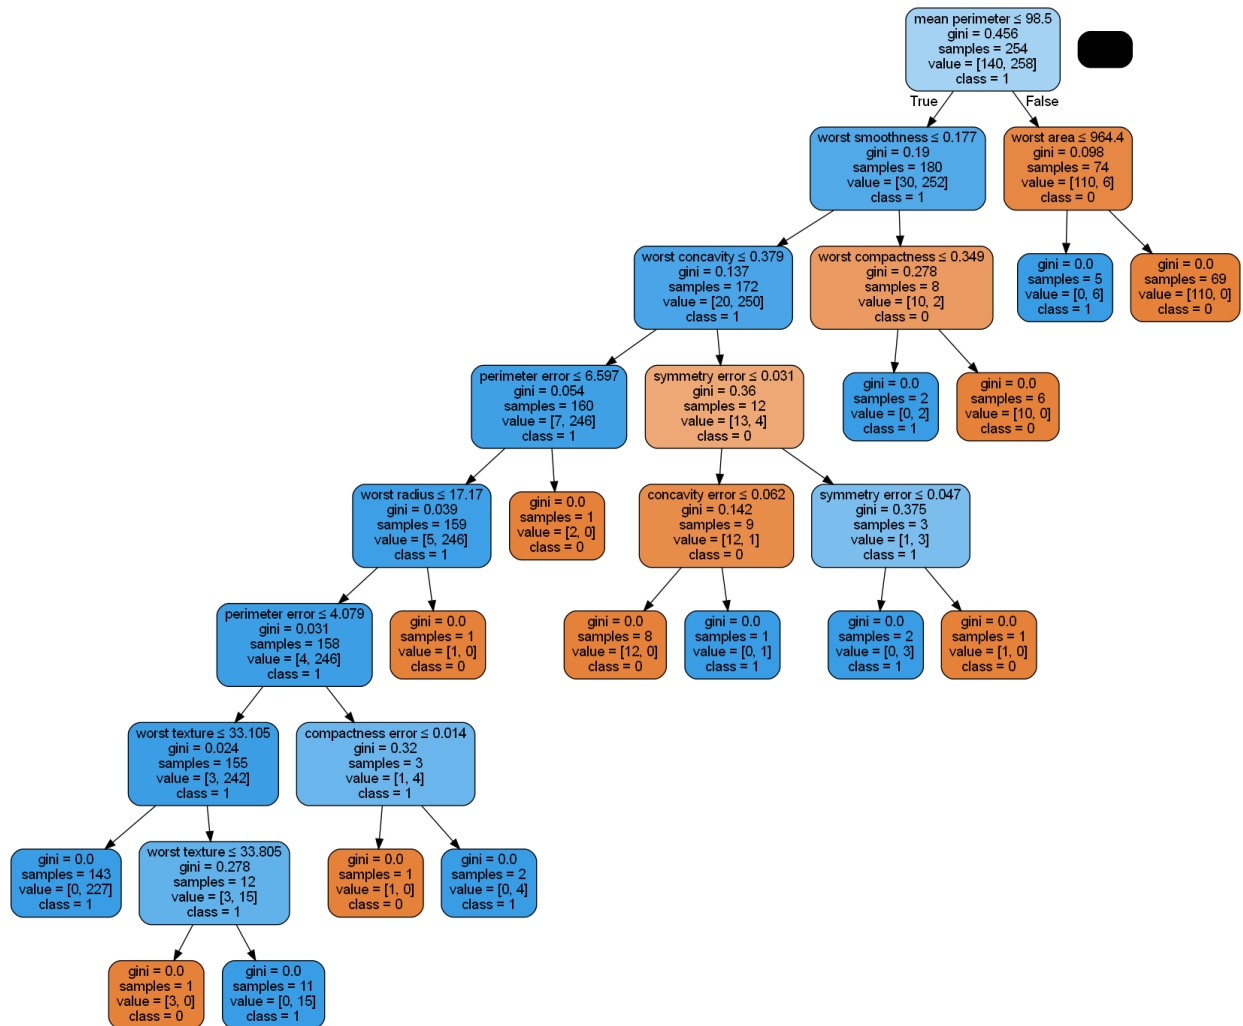 mean perimeter ≤ 98.5
gini = 0.456
samples = 254
value = [140, 258]
class = 1
True
False
worst smoothness ≤ 0.177
gini = 0.19
samples = 180
value = [30, 252]
class = 1
worst area ≤ 964.4
gini = 0.098
samples = 74
value = [110, 6]
class = 0
worst concavity ≤ 0.379
gini = 0.137
samples = 172
value = [20, 250]
class = 1
worst compactness ≤ 0.349
gini = 0.278
samples = 8
value = [10, 2]
class = 0
gini = 0.0
samples = 5
value = [0, 6]
class = 1
gini = 0.0
samples = 69
value = [110, 0]
class = 0
perimeter error ≤ 6.597
gini = 0.054
samples = 160
value = [7, 246]
class = 1
symmetry error ≤ 0.031
gini = 0.36
samples = 12
value = [13, 4]
class = 0
gini = 0.0
samples = 2
value = [0, 2]
class = 1
gini = 0.0
samples = 6
value = [10, 0]
class = 0
worst radius ≤ 17.17
gini = 0.039
samples = 159
value = [5, 246]
class = 1
gini = 0.0
samples = 1
value = [2, 0]
class = 0
concavity error ≤ 0.062
gini = 0.142
samples = 9
value = [12, 1]
class = 0
symmetry error ≤ 0.047
gini = 0.375
samples = 3
value = [1, 3]
class = 1
perimeter error ≤ 4.079
gini = 0.031
samples = 158
value = [4, 246]
class = 1
gini = 0.0
samples = 1
value = [1, 0]
class = 0
gini = 0.0
samples = 8
value = [12, 0]
class = 0
gini = 0.0
samples = 1
value = [0, 1]
class = 1
gini = 0.0
samples = 2
value = [0, 3]
class = 1
gini = 0.0
samples = 1
value = [1, 0]
class = 0
worst texture ≤ 33.105
gini = 0.024
samples = 155
value = [3, 242]
class = 1
compactness error ≤ 0.014
gini = 0.32
samples = 3
value = [1, 4]
class = 1
gini = 0.0
samples = 143
value = [0, 227]
class = 1
worst texture ≤ 33.805
gini = 0.278
samples = 12
value = [3, 15]
class = 1
gini = 0.0
samples = 1
value = [1, 0]
class = 0
gini = 0.0
samples = 2
value = [0, 4]
class = 1
gini = 0.0
samples = 1
value = [3, 0]
class = 0
gini = 0.0
samples = 11
value = [0, 15]
class = 1